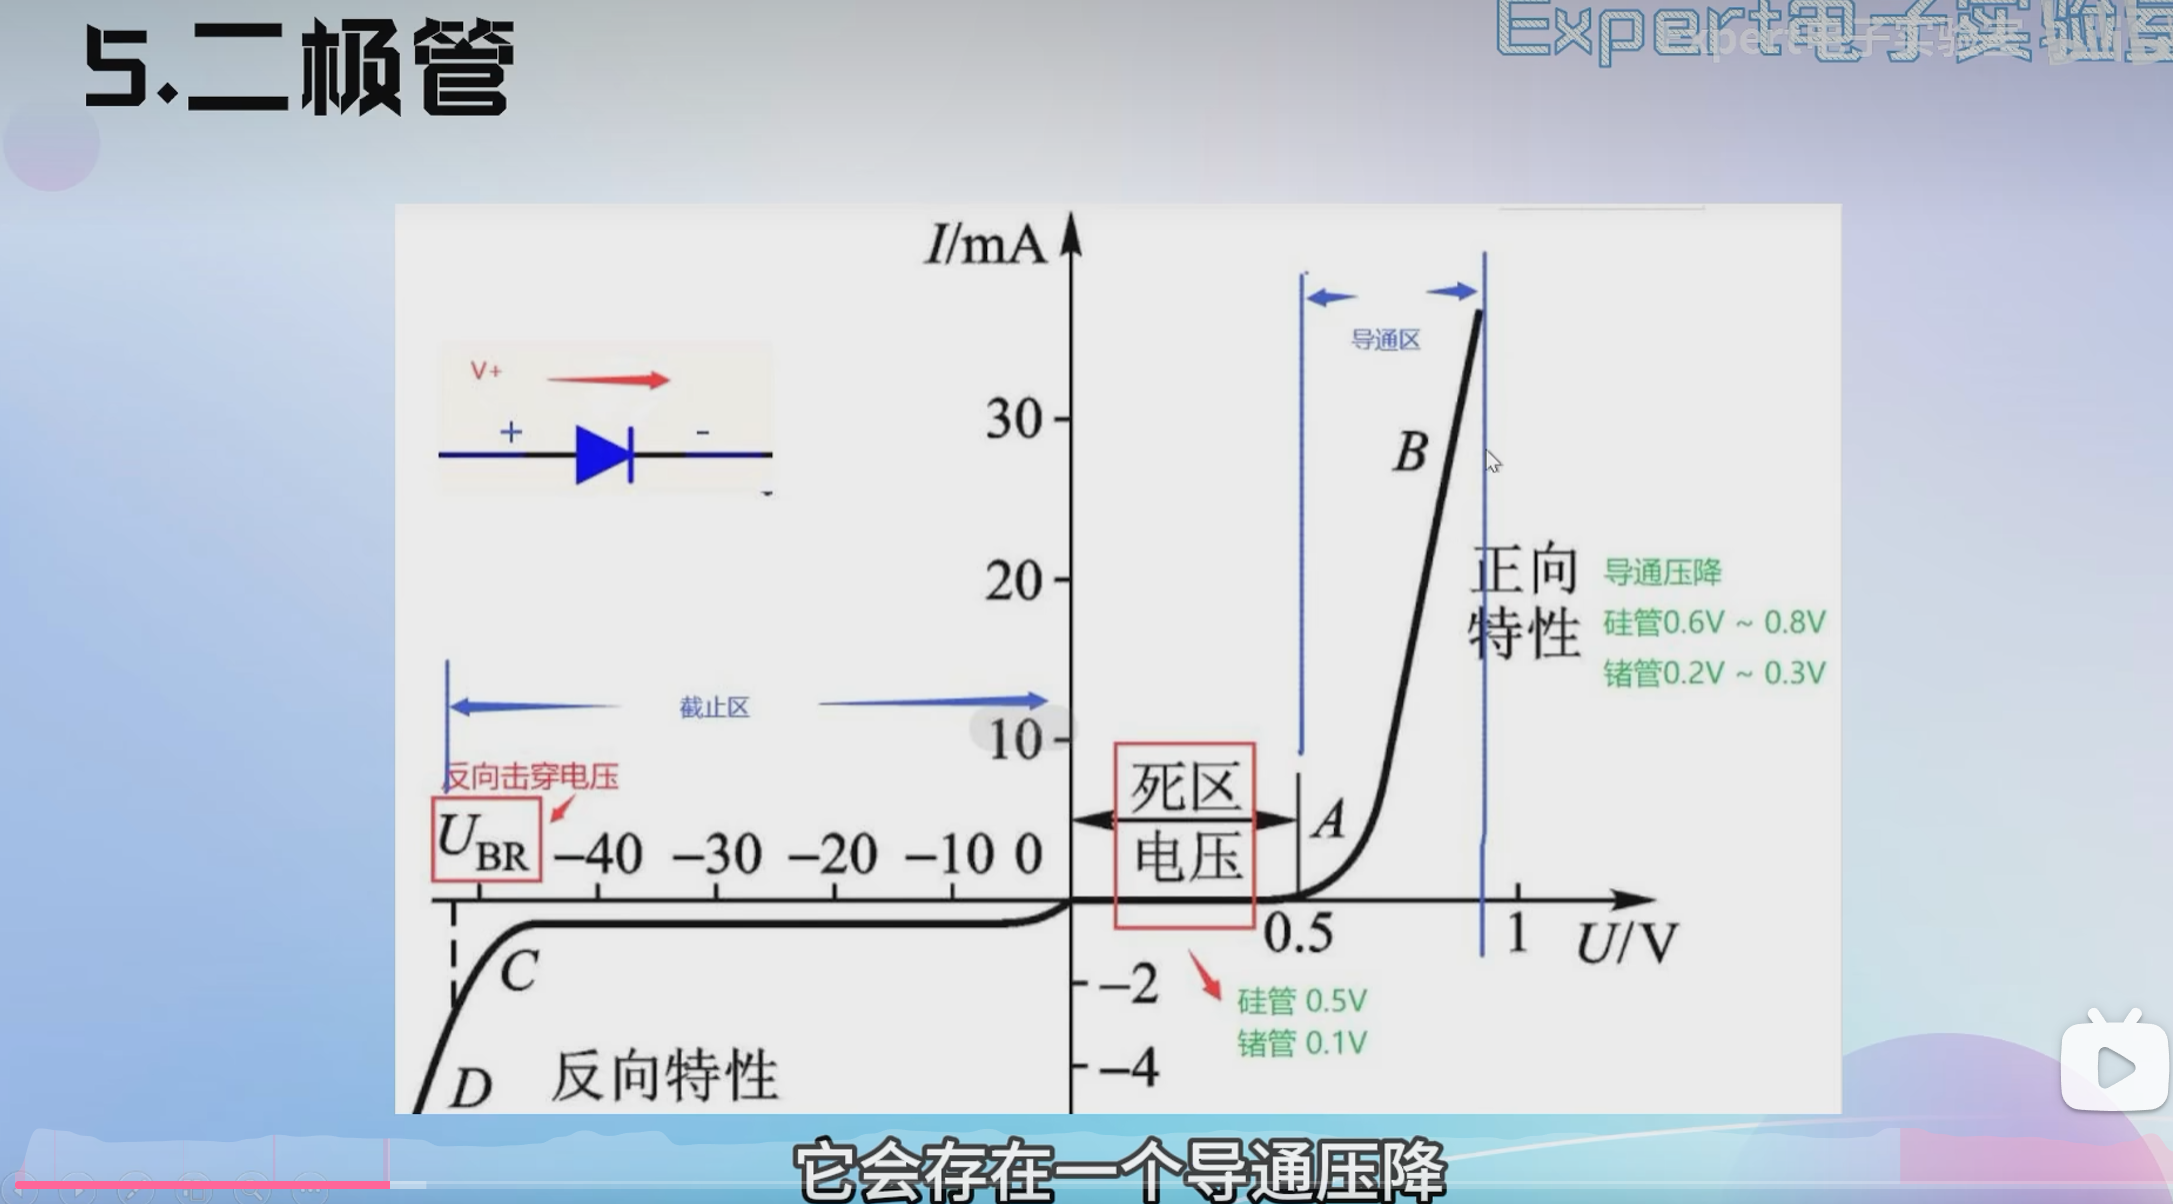 5.二极管
Expert电子实验室
I/mA
导通区
V+
+ -
30
B
20
正向
特性
导通压降
硅管0.6V ~ 0.8V
锗管0.2V ~ 0.3V
截止区
10
死区
电压
A
反向击穿电压
UBR
−40 −30 −20 −10 0
0.5
1
U/V
C
−2
硅管 0.5V
锗管 0.1V
−4
D
反向特性
它会存在一个导通压降